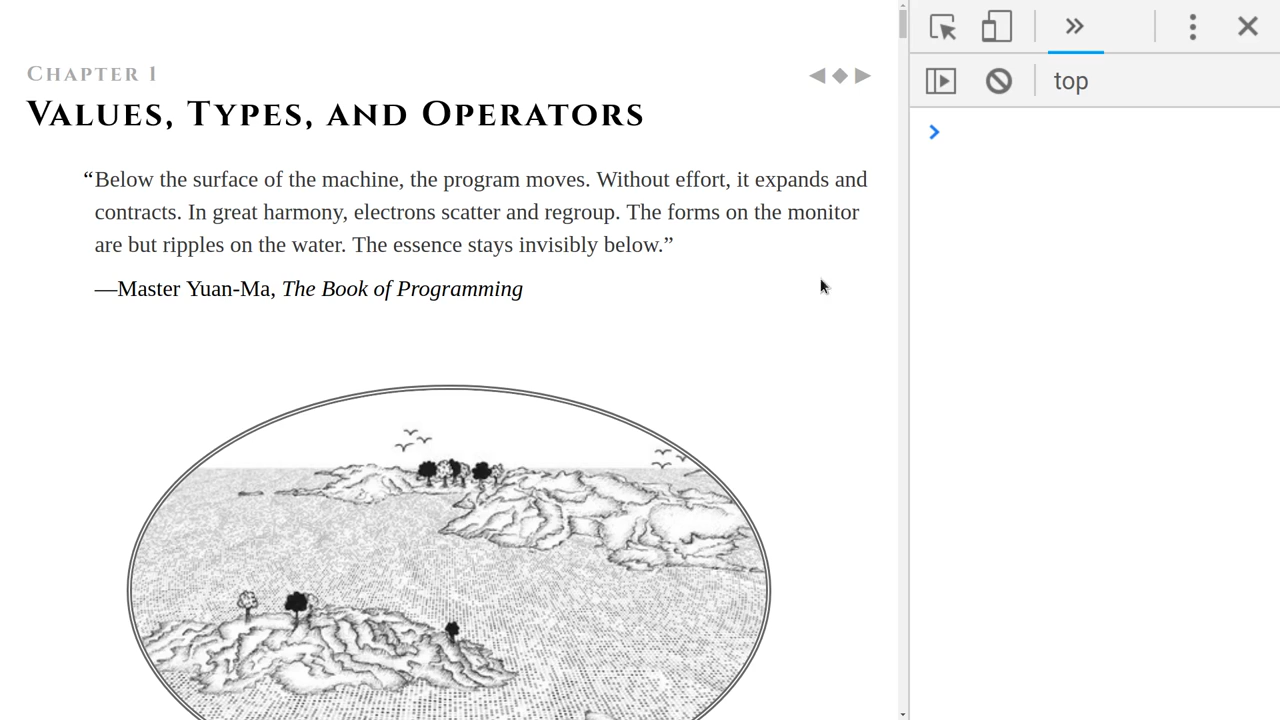 Chapter 1
Values, Types, and Operators
“Below the surface of the machine, the program moves. Without effort, it expands and
contracts. In great harmony, electrons scatter and regroup. The forms on the monitor
are but ripples on the water. The essence stays invisibly below.”
—Master Yuan-Ma, The Book of Programming
top